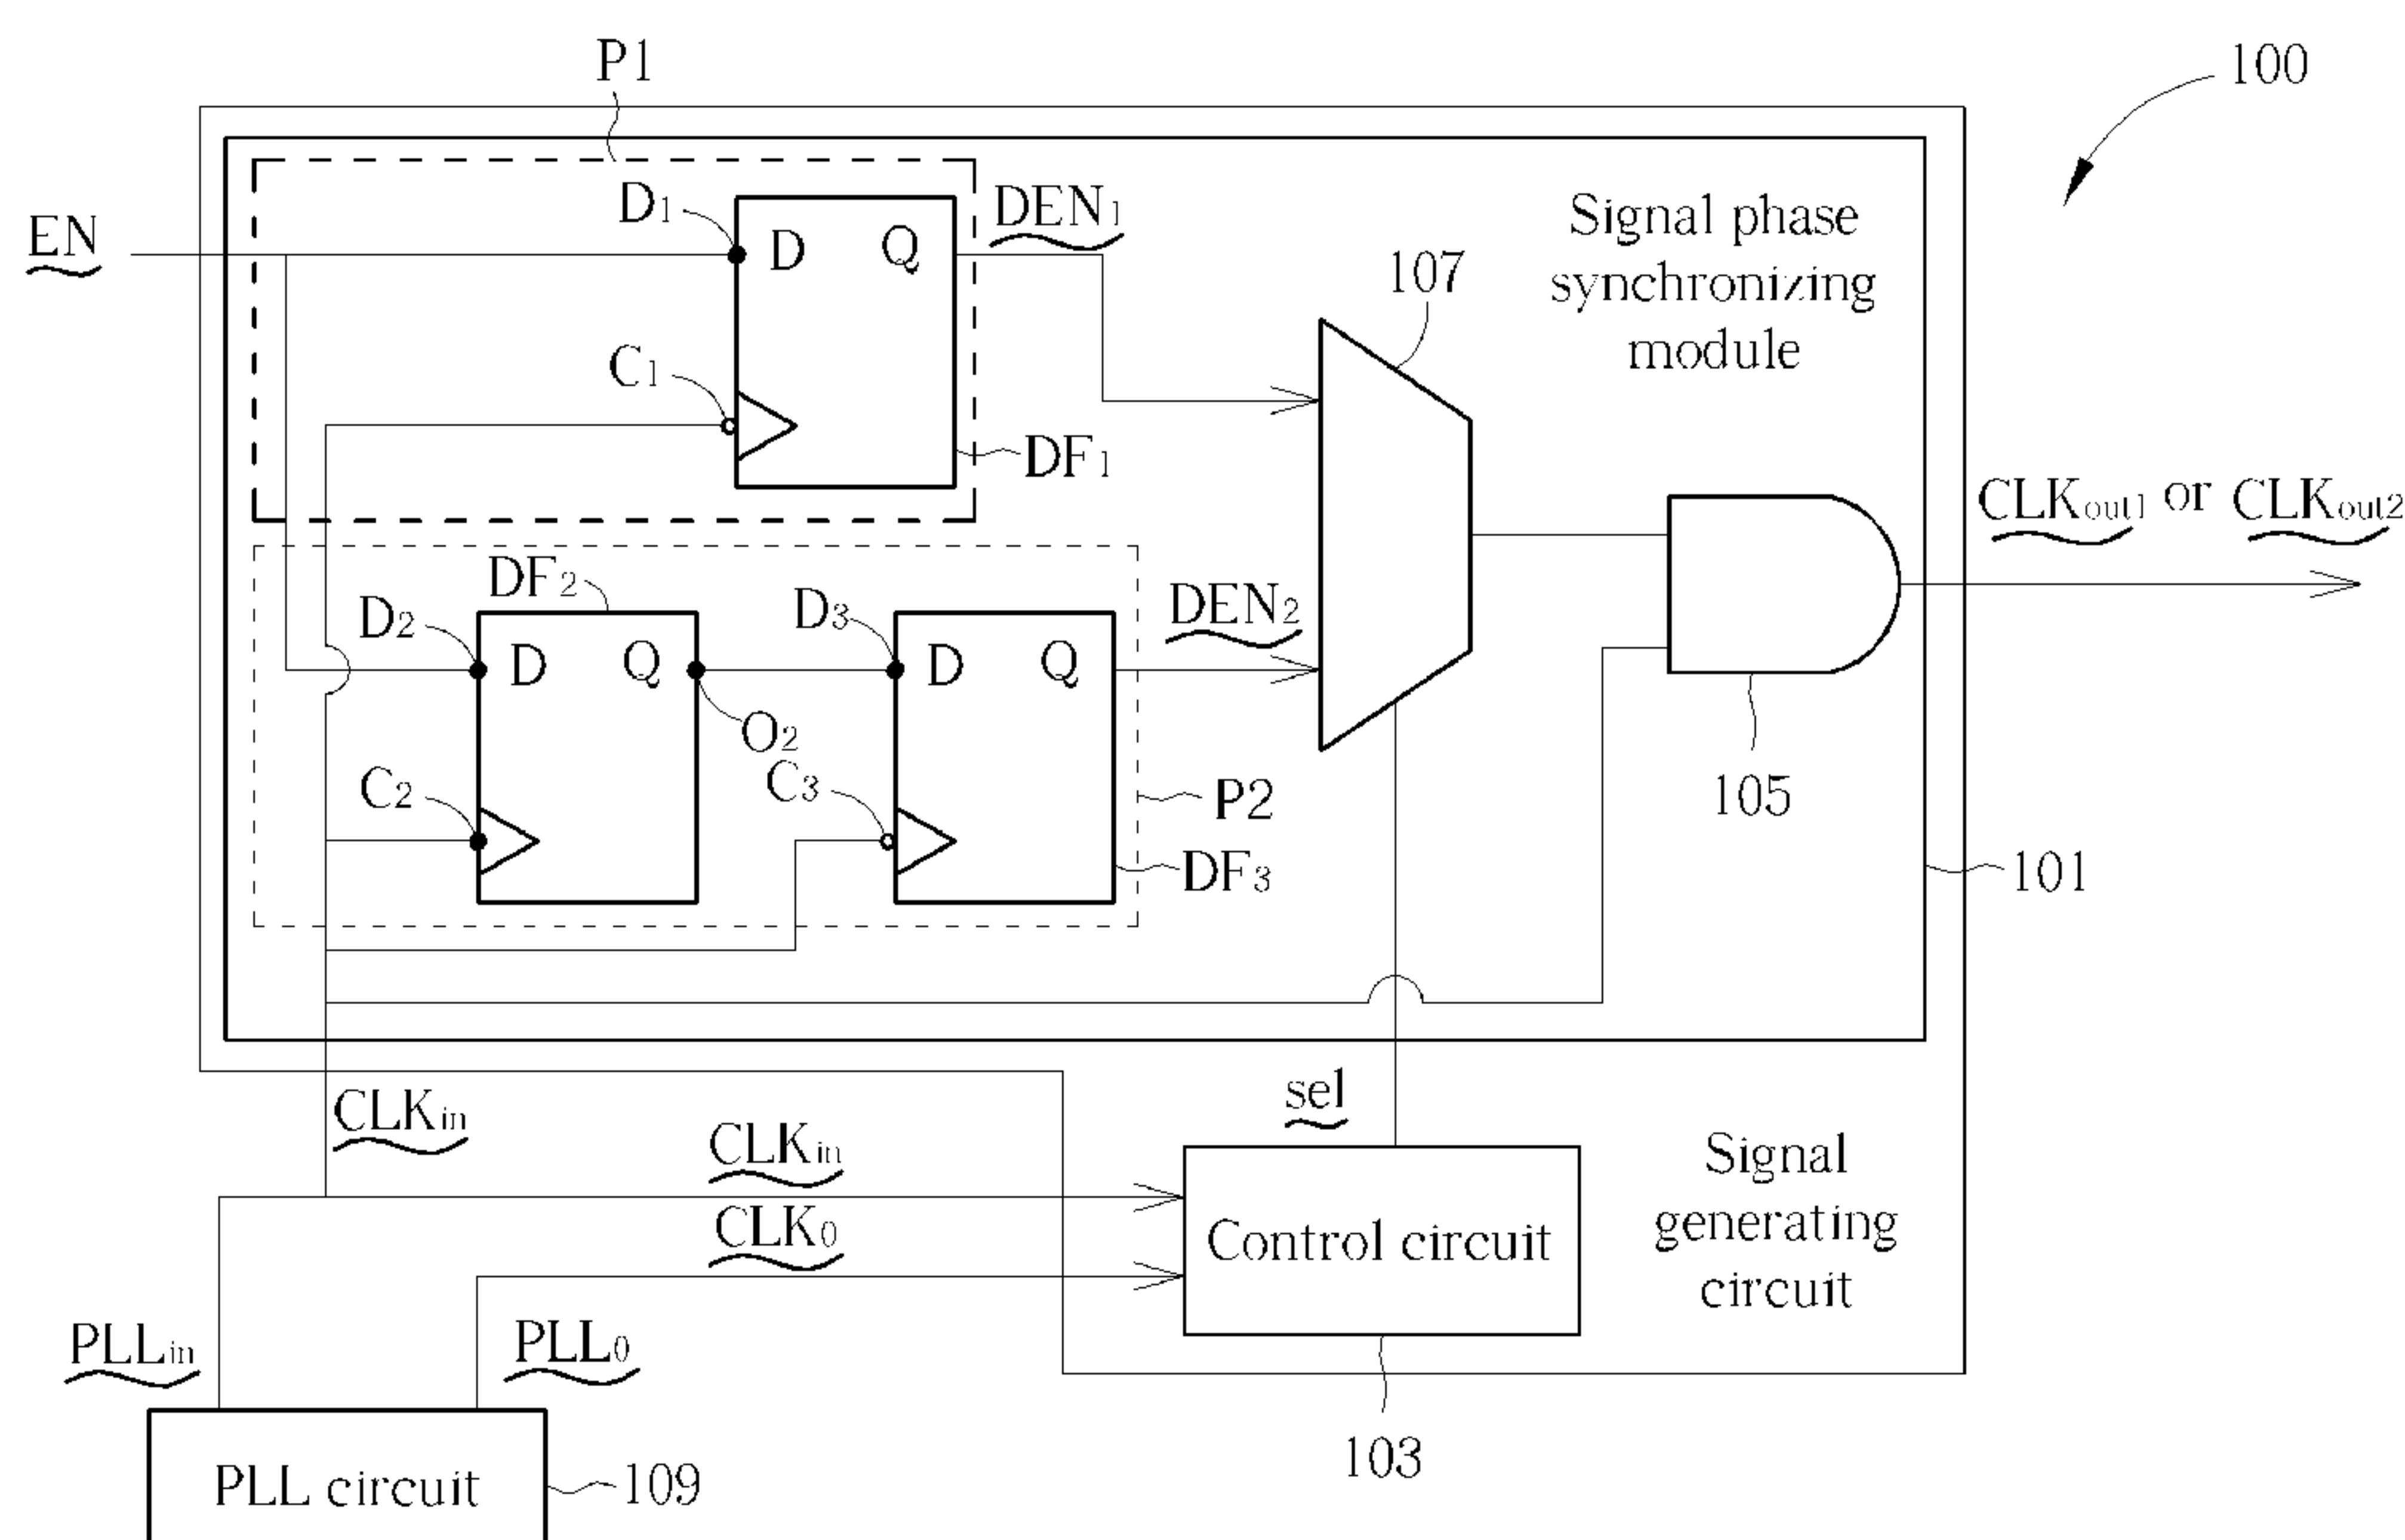 P1
100
EN
D1
D Q
DEN1
Signal phase
synchronizing
module
107
C1
DF1
CLKout1 or CLKout2
DF2
D2
D Q
O2
D3
D Q
DEN2
C2
C3
P2
DF3
105
101
CLKin
sel
CLKin
CLK0
Control circuit
Signal
generating
circuit
PLLin
PLL0
103
PLL circuit
109